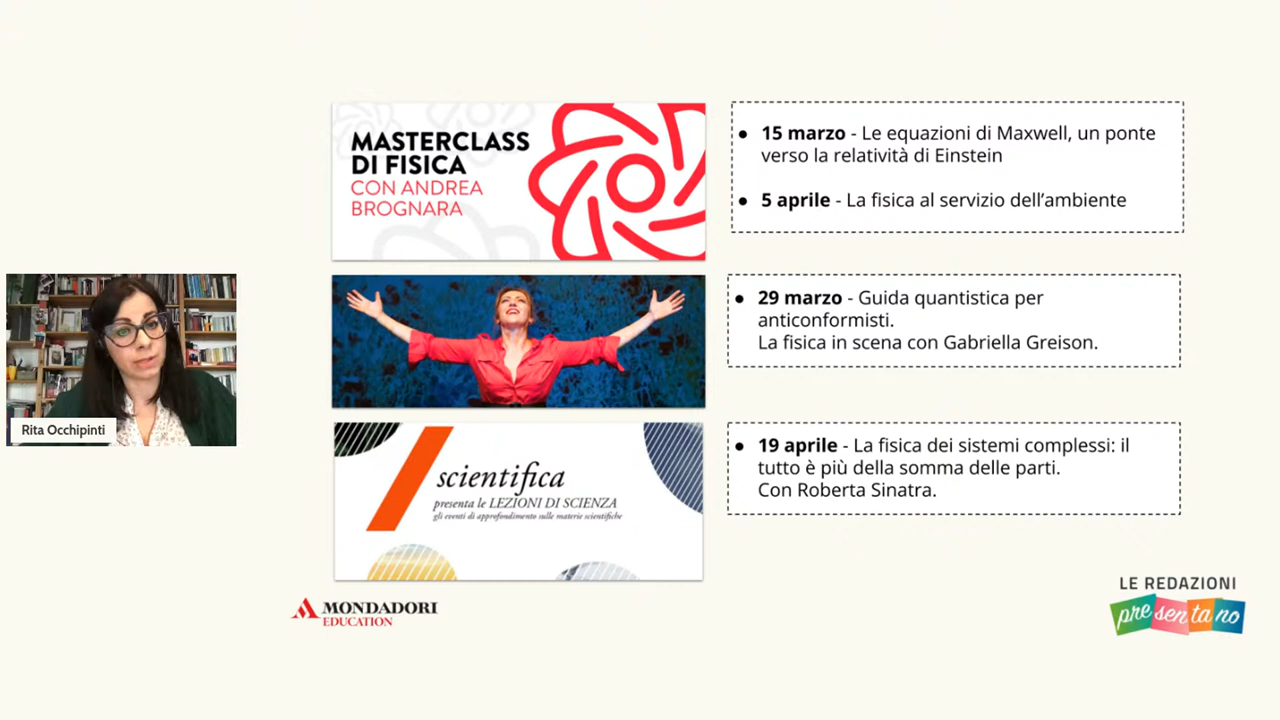 MASTERCLASS
DI FISICA
CON ANDREA
BROGNARA
● 15 marzo - Le equazioni di Maxwell, un ponte
verso la relatività di Einstein
● 5 aprile - La fisica al servizio dell’ambiente
● 29 marzo - Guida quantistica per
anticonformisti.
La fisica in scena con Gabriella Greison.
Rita Occhipinti
scientifica
presenta le LEZIONI DI SCIENZA
gli eventi di approfondimento sulle materie scientifiche
● 19 aprile - La fisica dei sistemi complessi: il
tutto è più della somma delle parti.
Con Roberta Sinatra.
MONDADORI
EDUCATION
LE REDAZIONI
presentano